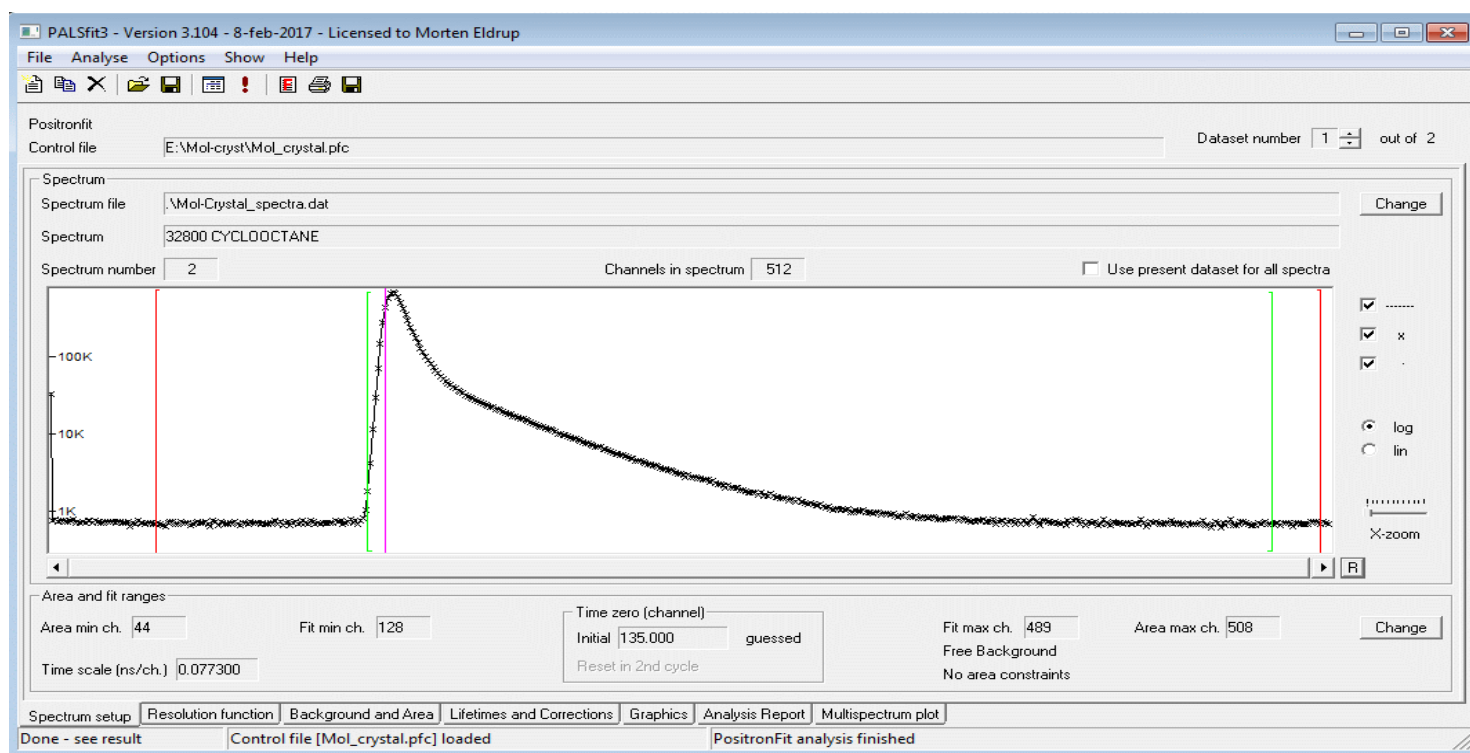 PALSfit3 - Version 3.104 - 8-feb-2017 - Licensed to Morten Eldrup
File Analyse Options Show Help
Positronfit
Control file E:\Mol-cryst\Mol_crystal.pfc
Dataset number 1 out of 2
Spectrum
Spectrum file .\Mol-Crystal_spectra.dat Change
Spectrum 32800 CYCLOOCTANE
Spectrum number 2 Channels in spectrum 512 Use present dataset for all spectra
-------
x
.
100K
10K
1K
log
lin
X-zoom
R
Area and fit ranges
Area min ch. 44 Fit min ch. 128
Time scale (ns/ch.) 0.077300
Time zero (channel)
Initial 135.000 guessed
Reset in 2nd cycle
Fit max ch. 489 Area max ch. 508 Change
Free Background
No area constraints
Spectrum setup Resolution function Background and Area Lifetimes and Corrections Graphics Analysis Report Multispectrum plot
Done - see result Control file [Mol_crystal.pfc] loaded PositronFit analysis finished